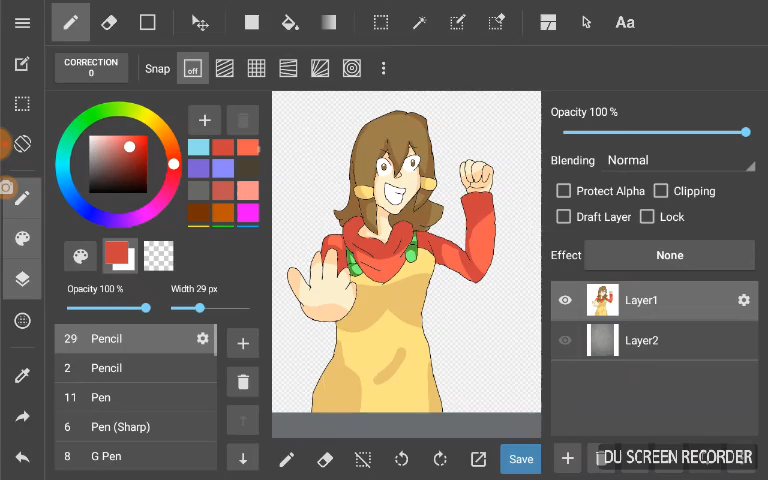 Aa
CORRECTION
0
Snap
off
Opacity 100 %
Blending
Normal
Protect Alpha
Clipping
Draft Layer
Lock
Effect
None
Opacity 100 %
Width 29 px
Layer1
29 Pencil
Layer2
2 Pencil
11 Pen
6 Pen (Sharp)
8 G Pen
Save
DU SCREEN RECORDER